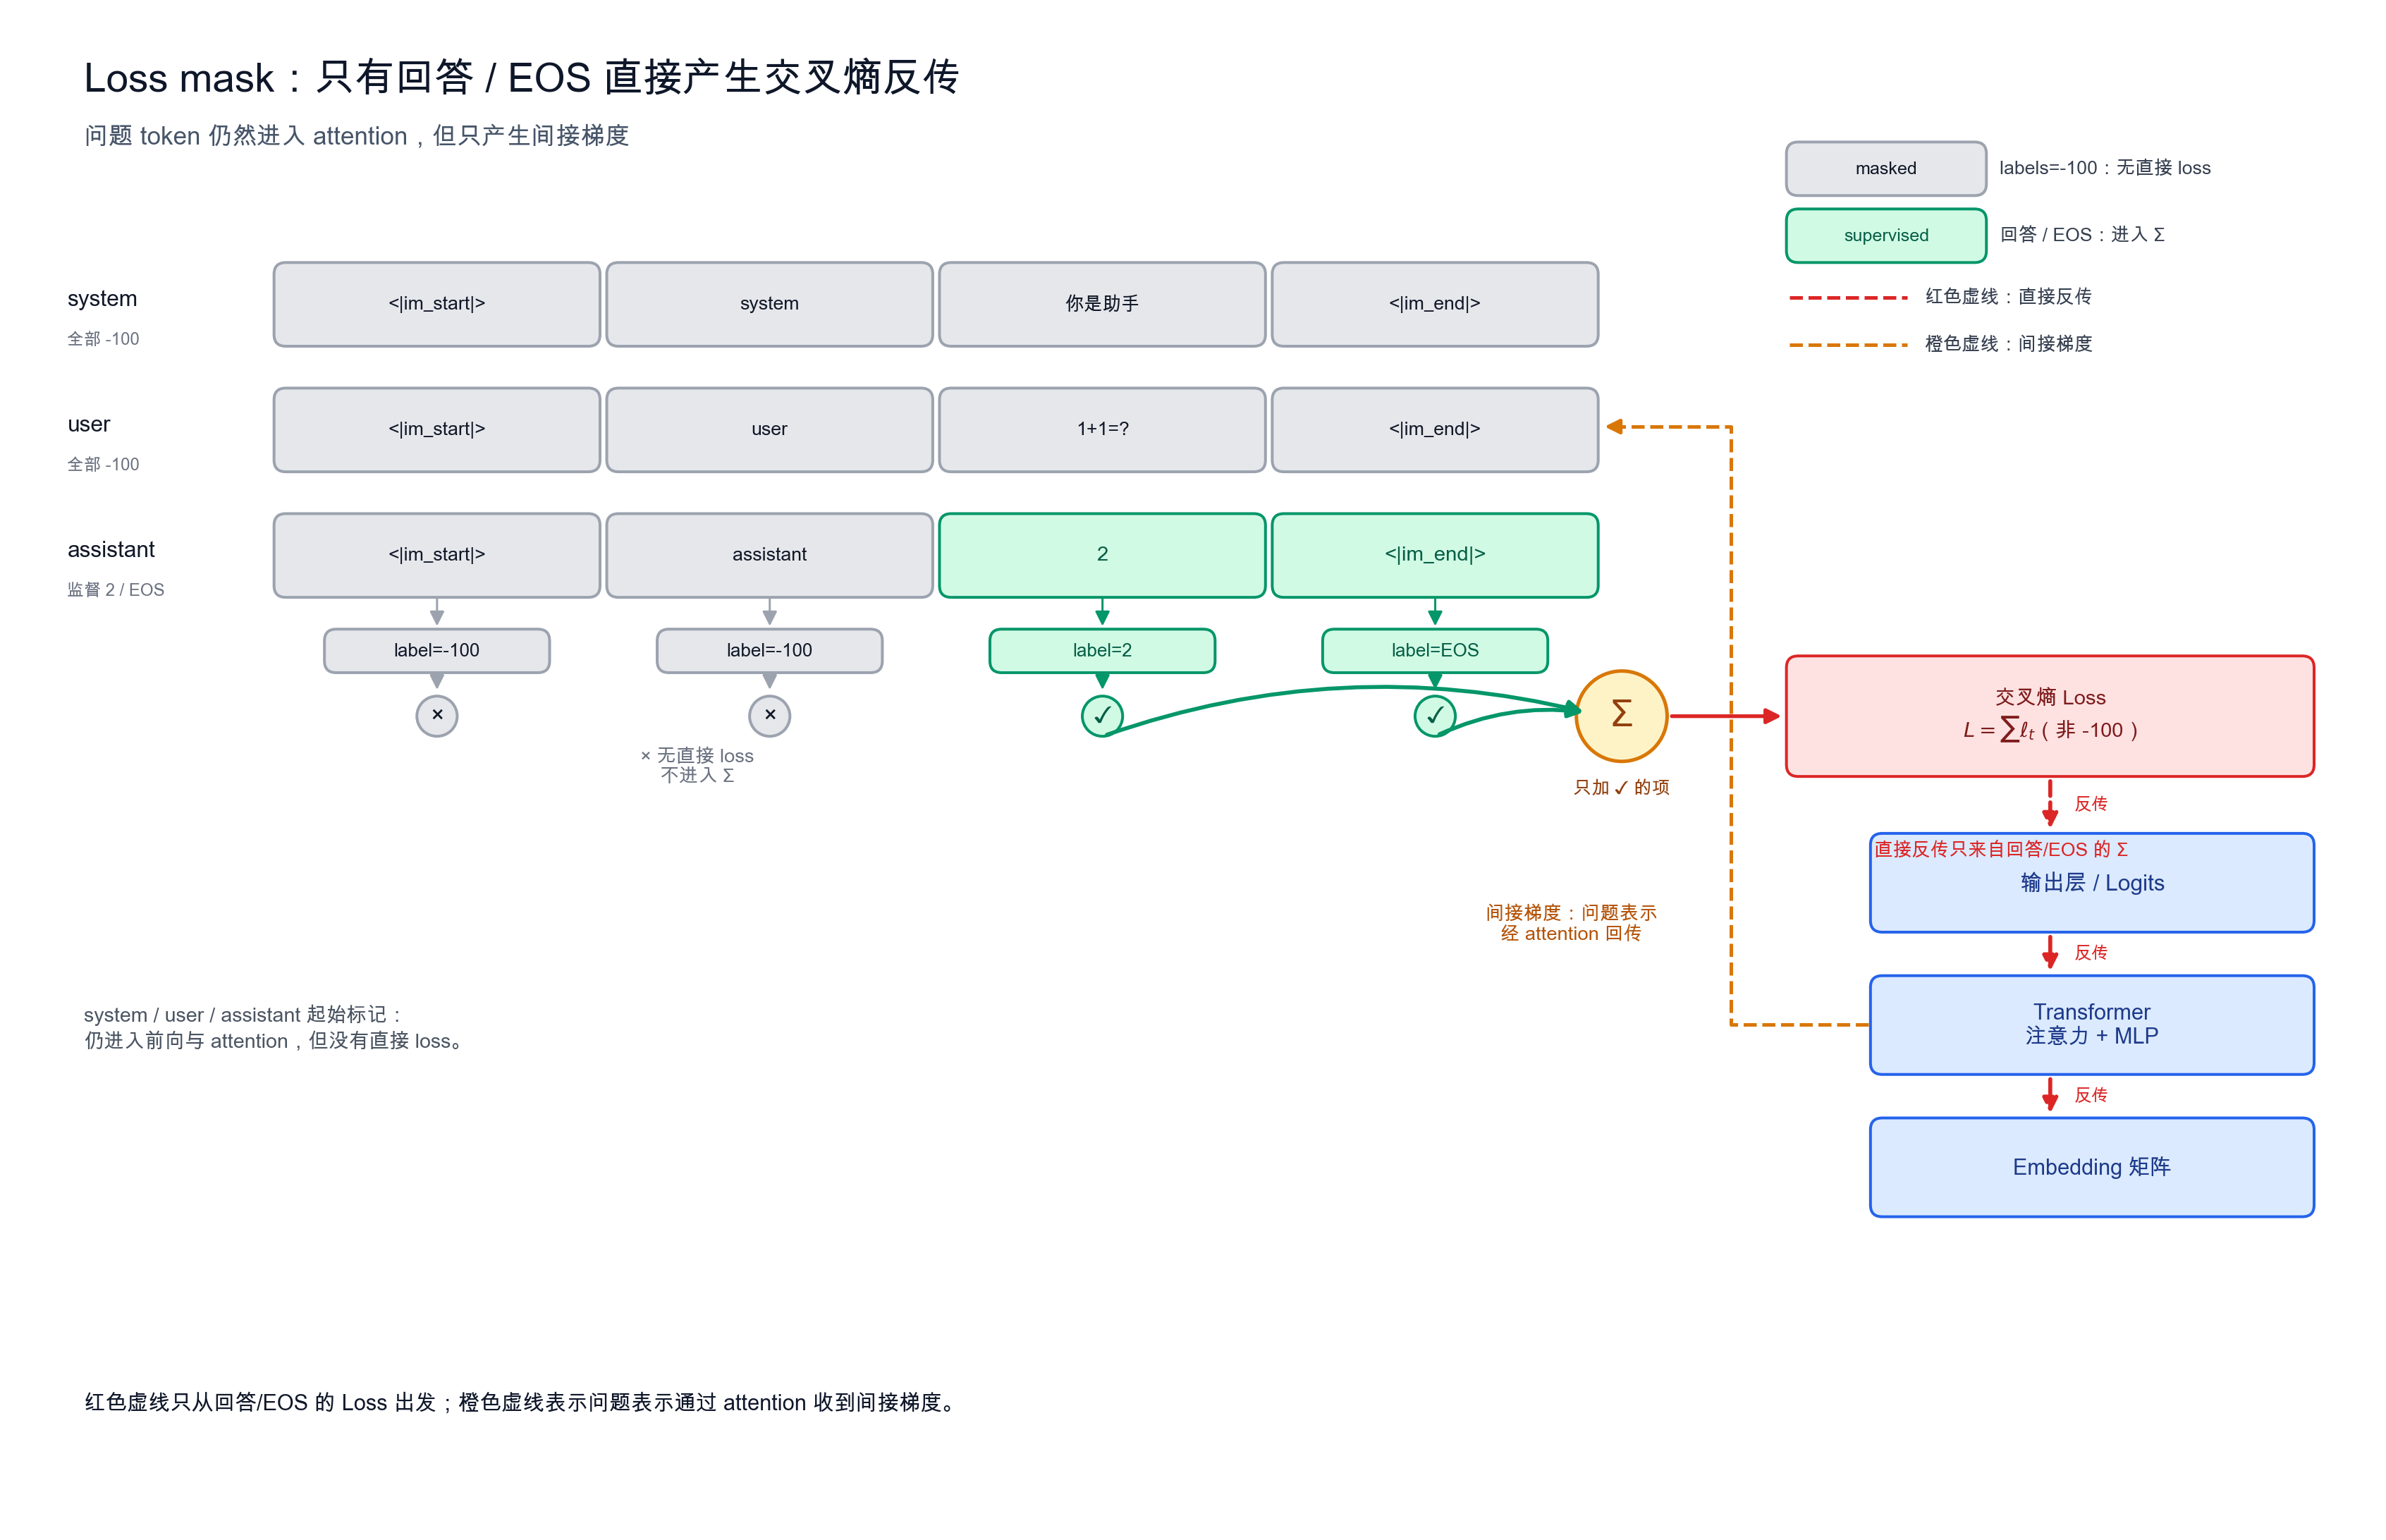 Loss mask：只有回答 / EOS 直接产生交叉熵反传
问题 token 仍然进入 attention，但只产生间接梯度
masked
labels=-100：无直接 loss
supervised
回答 / EOS：进入 Σ
红色虚线：直接反传
橙色虚线：间接梯度
system
全部 -100
<|im_start|>
system
你是助手
<|im_end|>
user
全部 -100
<|im_start|>
user
1+1=?
<|im_end|>
assistant
监督 2 / EOS
<|im_start|>
assistant
2
<|im_end|>
label=-100
label=-100
label=2
label=EOS
×
×
✓
✓
Σ
× 无直接 loss
不进入 Σ
只加 ✓ 的项
交叉熵 Loss
L = ∑ℓt（非 -100）
反传
直接反传只来自回答/EOS 的 Σ
输出层 / Logits
间接梯度：问题表示
经 attention 回传
反传
Transformer
注意力 + MLP
system / user / assistant 起始标记：
仍进入前向与 attention，但没有直接 loss。
反传
Embedding 矩阵
红色虚线只从回答/EOS 的 Loss 出发；橙色虚线表示问题表示通过 attention 收到间接梯度。